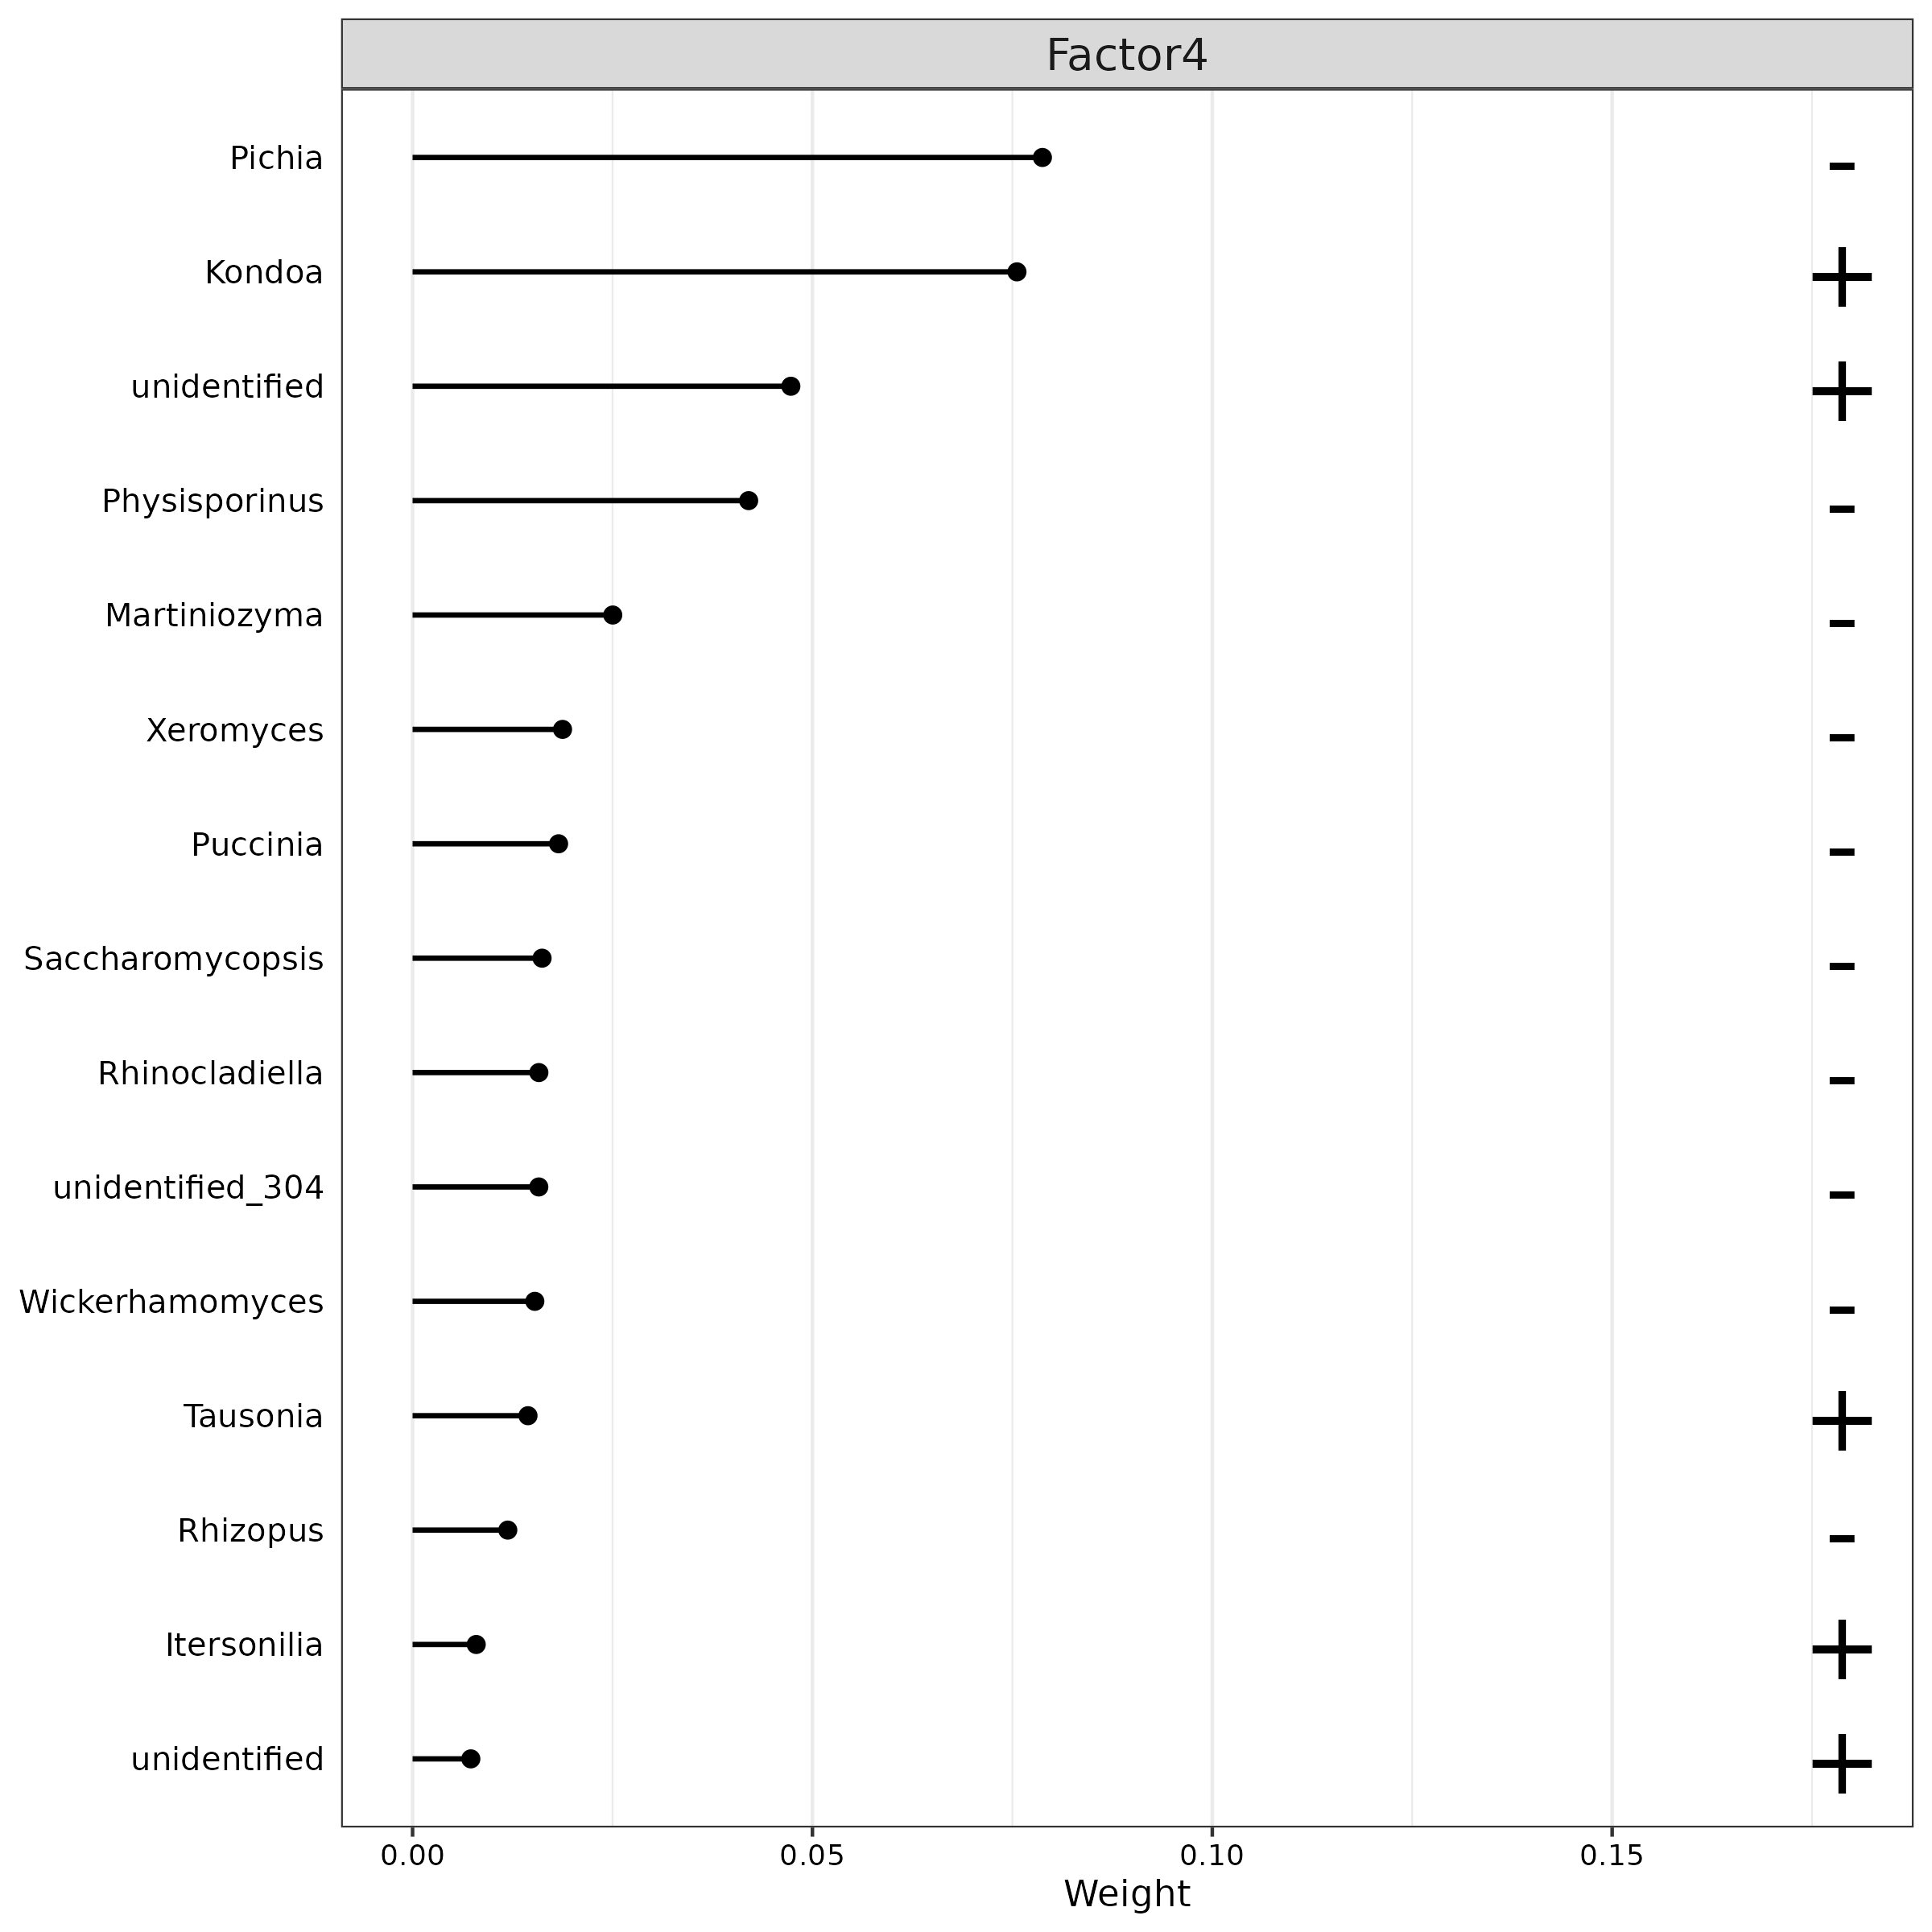 Factor4
Pichia -
Kondoa +
unidentified +
Physisporinus -
Martiniozyma -
Xeromyces -
Puccinia -
Saccharomycopsis -
Rhinocladiella -
unidentified_304 -
Wickerhamomyces -
Tausonia +
Rhizopus -
Itersonilia +
unidentified +
0.00 0.05 0.10 0.15
Weight